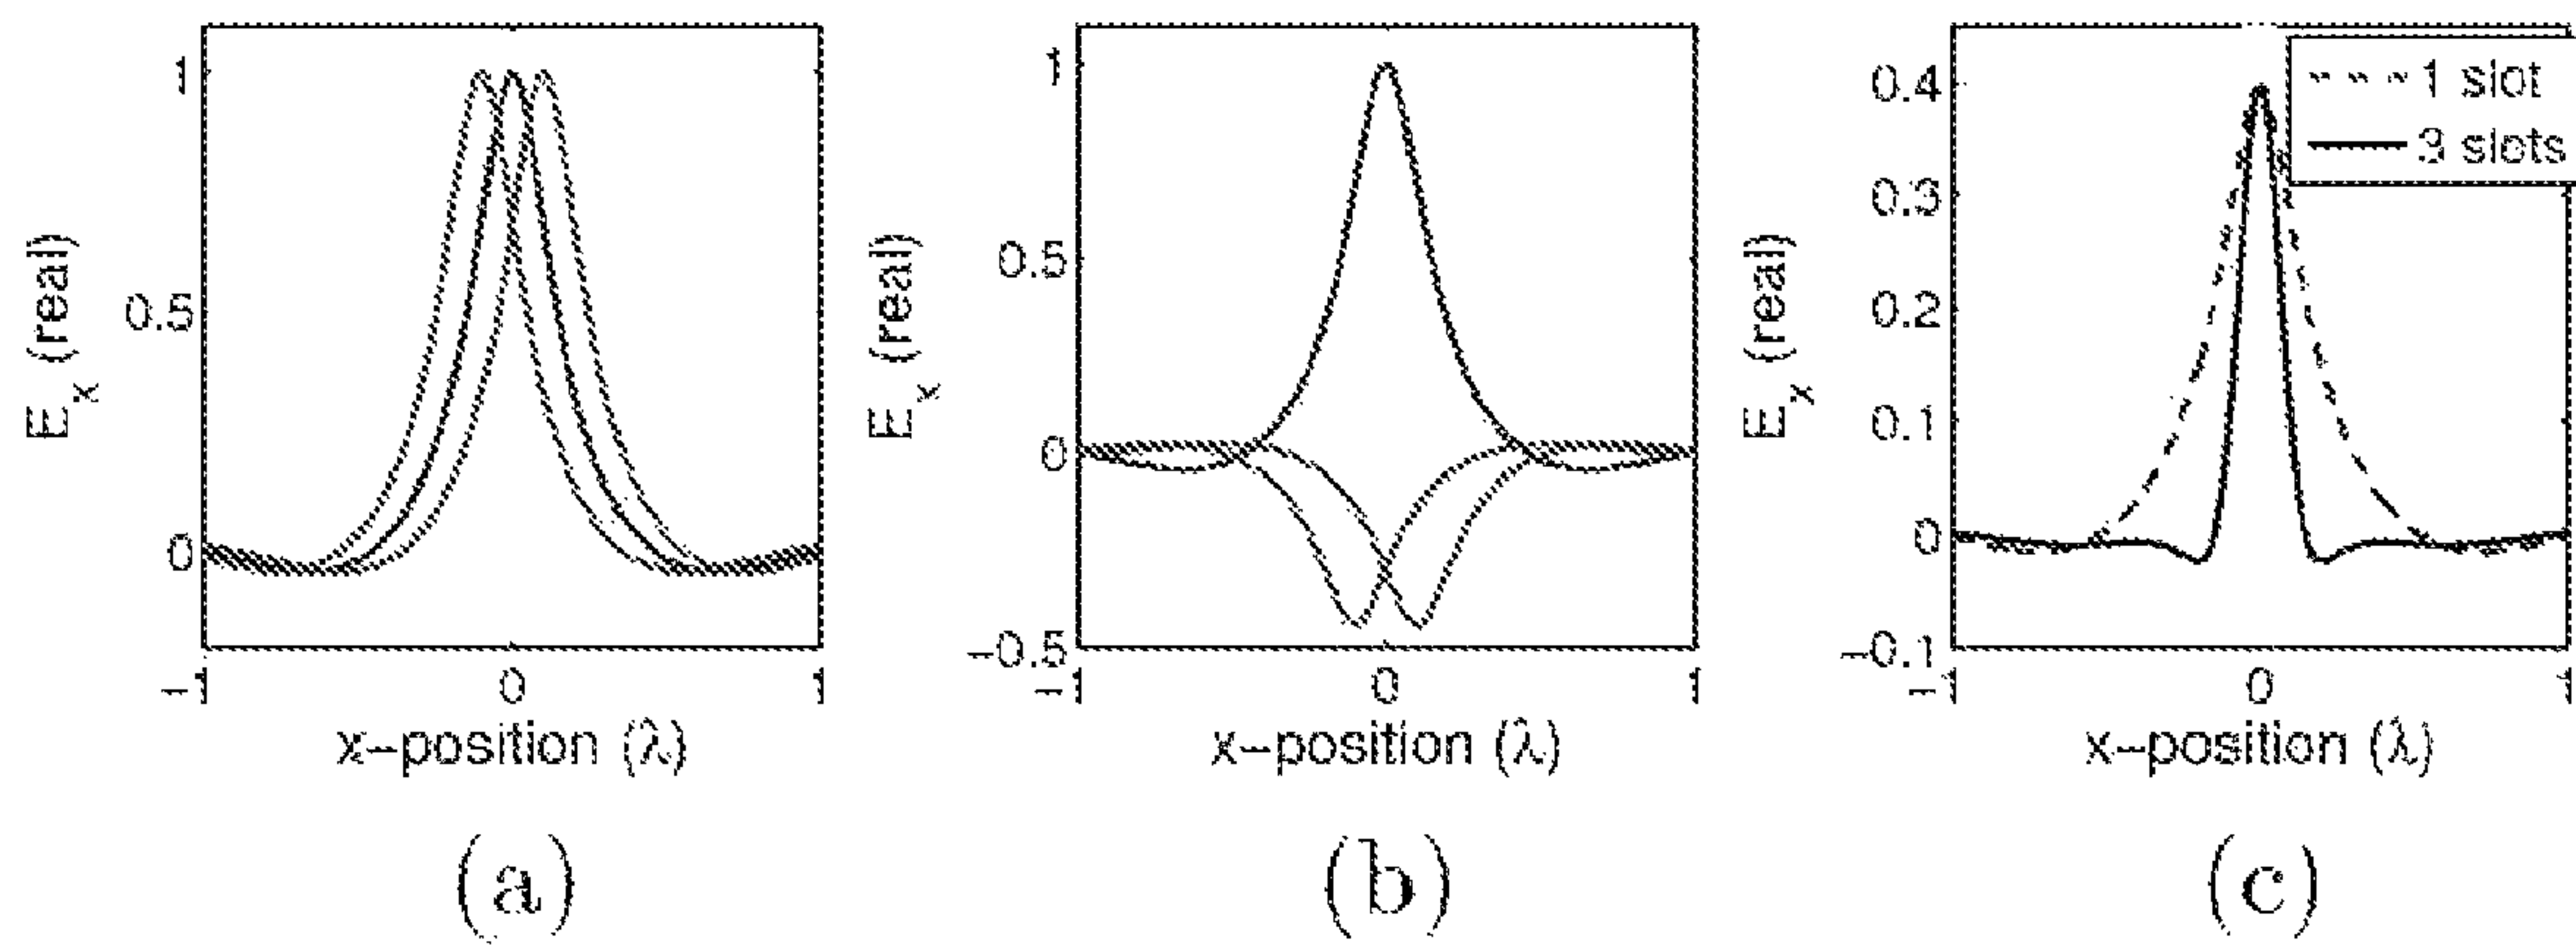 E_x (real)
1
0.5
0
-1
0
1
x-position (λ)
(a)
E_x (real)
1
0.5
0
-0.5
-1
0
1
x-position (λ)
(b)
E_x (real)
0.4
0.3
0.2
0.1
0
-0.1
-1
0
1
x-position (λ)
1 slot
3 slots
(c)